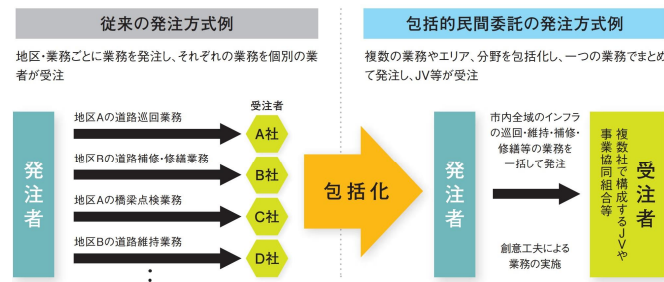 従来の発注方式例
地区・業務ごとに業務を発注し、それぞれの業務を個別の業
者が受注
発注者
受注者
地区Aの道路巡回業務
A社
地区Bの道路補修・修繕業務
B社
地区Aの橋梁点検業務
C社
地区Bの道路維持業務
D社
包括化
包括的民間委託の発注方式例
複数の業務やエリア、分野を包括化し、一つの業務でまとめ
て発注し、JV等が受注
発注者
市内全域のインフラ
の巡回・維持・補修・
修繕等の業務を
一括して発注
創意工夫による
業務の実施
受注者
複数社で構成するJVや
事業協同組合等